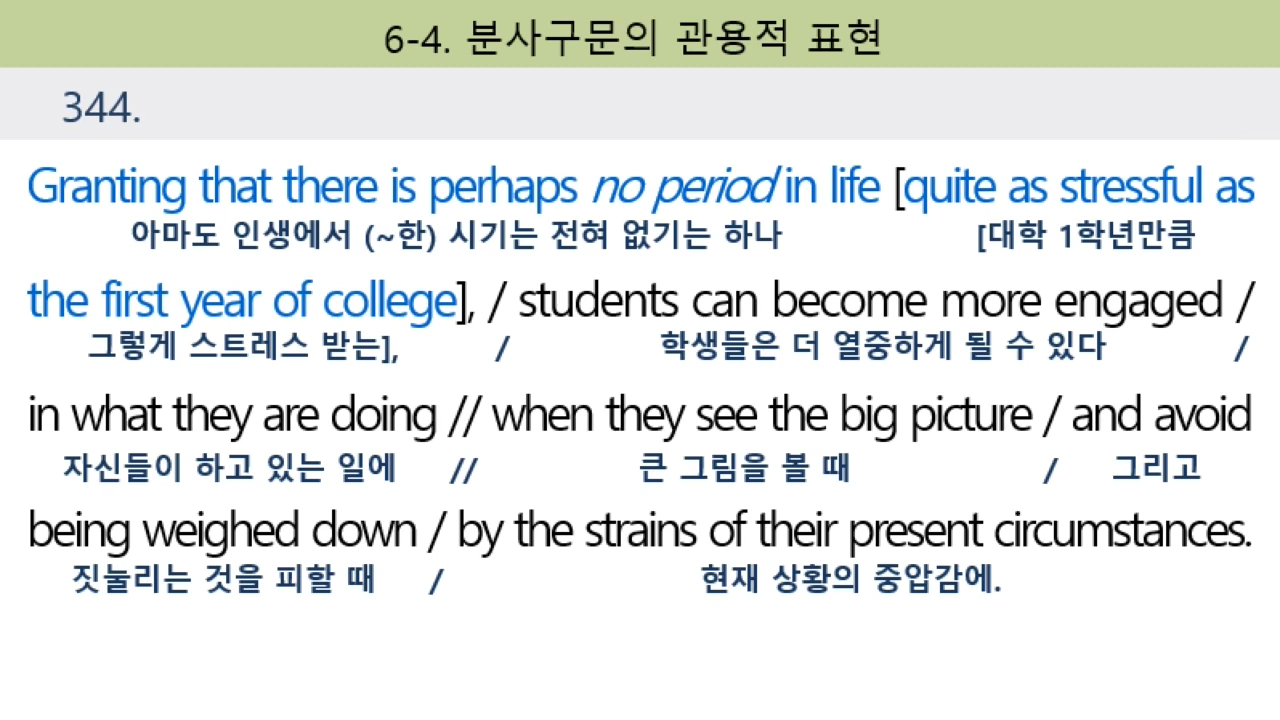 6-4. 분사구문의 관용적 표현
344.
Granting that there is perhaps no period in life [quite as stressful as
아마도 인생에서 (~한) 시기는 전혀 없기는 하나 [대학 1학년만큼
the first year of college], / students can become more engaged /
그렇게 스트레스 받는], / 학생들은 더 열중하게 될 수 있다 /
in what they are doing // when they see the big picture / and avoid
자신들이 하고 있는 일에 // 큰 그림을 볼 때 / 그리고
being weighed down / by the strains of their present circumstances.
짓눌리는 것을 피할 때 / 현재 상황의 중압감에.